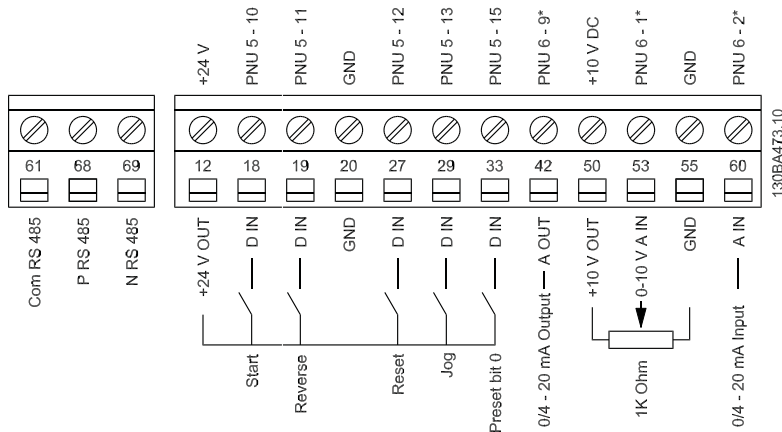 +24 V
PNU 5 - 10
PNU 5 - 11
GND
PNU 5 - 12
PNU 5 - 13
PNU 5 - 15
PNU 6 - 9*
+10 V DC
PNU 6 - 1*
GND
PNU 6 - 2*
61 68 69
12 18 19 20 27 29 33 42 50 53 55 60
130BA473.10
Com RS 485
P RS 485
N RS 485
+24 V OUT
D IN
D IN
GND
D IN
D IN
D IN
0/4 - 20 mA Output
A OUT
+10 V OUT
0-10 V A IN
GND
0/4 - 20 mA Input
A IN
Start
Reverse
Reset
Jog
Preset bit 0
1K Ohm